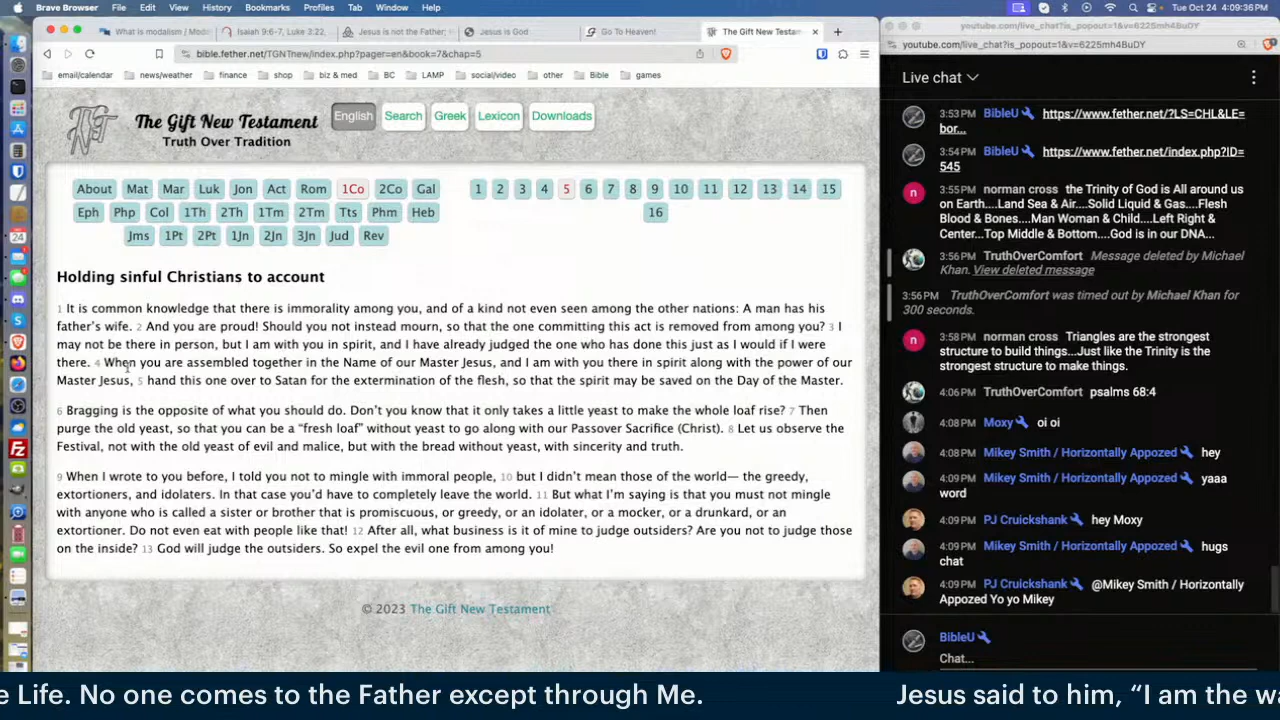 Brave Browser File Edit View History Bookmarks Profiles Tab Window Help
Tue Oct 24 4:09:36 PM
What is modalism / Moda
Isaiah 9:6-7, Luke 3:22,
Jesus is not the Father.
Jesus is God
Go To Heaven!
The Gift New Testam
bible.fether.net/TGNTnew/index.php?pager=en&book=7&chap=5
email/calendar news/weather finance shop biz & med BC LAMP social/video other Bible games
The Gift New Testament
Truth Over Tradition
English Search Greek Lexicon Downloads
About Mat Mar Luk Jon Act Rom 1Co 2Co Gal
Eph Php Col 1Th 2Th 1Tm 2Tm Tts Phm Heb
Jms 1Pt 2Pt 1Jn 2Jn 3Jn Jud Rev
1 2 3 4 5 6 7 8 9 10 11 12 13 14 15
16
Holding sinful Christians to account
1 It is common knowledge that there is immorality among you, and of a kind not even seen among the other nations: A man has his
father's wife. 2 And you are proud! Should you not instead mourn, so that the one committing this act is removed from among you? 3 I
may not be there in person, but I am with you in spirit, and I have already judged the one who has done this just as I would if I were
there. 4 When you are assembled together in the Name of our Master Jesus, and I am with you there in spirit along with the power of our
Master Jesus, 5 hand this one over to Satan for the extermination of the flesh, so that the spirit may be saved on the Day of the Master.
6 Bragging is the opposite of what you should do. Don't you know that it only takes a little yeast to make the whole loaf rise? 7 Then
purge the old yeast, so that you can be a “fresh loaf” without yeast to go along with our Passover Sacrifice (Christ). 8 Let us observe the
Festival, not with the old yeast of evil and malice, but with the bread without yeast, with sincerity and truth.
9 When I wrote to you before, I told you not to mingle with immoral people, 10 but I didn't mean those of the world— the greedy,
extortioners, and idolaters. In that case you'd have to completely leave the world. 11 But what I'm saying is that you must not mingle
with anyone who is called a sister or brother that is promiscuous, or greedy, or an idolater, or a mocker, or a drunkard, or an
extortioner. Do not even eat with people like that! 12 After all, what business is it of mine to judge outsiders? Are you not to judge those
on the inside? 13 God will judge the outsiders. So expel the evil one from among you!
© 2023 The Gift New Testament
youtube.com/live_chat?is_popout=1&v=6225mh4BuDY
youtube.com/live_chat?is_popout=1&v=6225mh4BuDY
Live chat
3:53 PM BibleU https://www.fether.net/?LS=CHL&LE=
bor...
3:54 PM BibleU https://www.fether.net/index.php?ID=
545
3:55 PM norman cross the Trinity of God is All around us
on Earth....Land Sea & Air....Solid Liquid & Gas....Flesh
Blood & Bones....Man Woman & Child....Left Right &
Center...Top Middle & Bottom....God is in our DNA...
3:56 PM TruthOverComfort Message deleted by Michael
Khan. View deleted message
3:56 PM TruthOverComfort was timed out by Michael Khan for
300 seconds.
3:58 PM norman cross Triangles are the strongest
structure to build things...Just like the Trinity is the
strongest structure to make things.
4:06 PM TruthOverComfort psalms 68:4
4:08 PM Moxy oi oi
4:08 PM Mikey Smith / Horizontally Appozed hey
4:09 PM Mikey Smith / Horizontally Appozed yaaa
word
4:09 PM PJ Cruickshank hey Moxy
4:09 PM Mikey Smith / Horizontally Appozed hugs
chat
4:09 PM PJ Cruickshank @Mikey Smith / Horizontally
Appozed Yo yo Mikey
BibleU
Chat...
e Life. No one comes to the Father except through Me.
Jesus said to him, “I am the wa